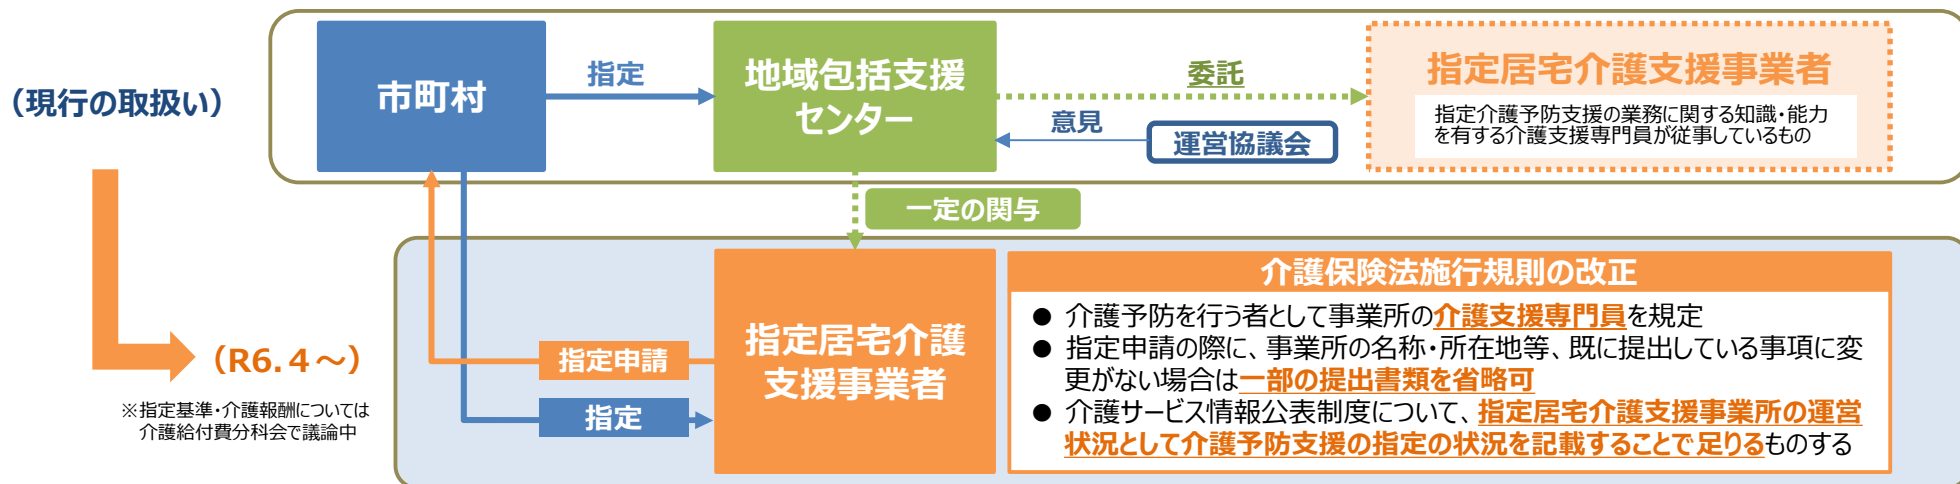 (現行の取扱い)
市町村
指定
地域包括支援
センター
委託
意見
運営協議会
指定居宅介護支援事業者
指定介護予防支援の業務に関する知識・能力
を有する介護支援専門員が従事しているもの
一定の関与
(R6.4~)
※指定基準・介護報酬については
介護給付費分科会で議論中
指定申請
指定
指定居宅介護
支援事業者
介護保険法施行規則の改正
● 介護予防を行う者として事業所の介護支援専門員を規定
● 指定申請の際に、事業所の名称・所在地等、既に提出している事項に変
更がない場合は一部の提出書類を省略可
● 介護サービス情報公表制度について、指定居宅介護支援事業所の運営
状況として介護予防支援の指定の状況を記載することで足りるものする